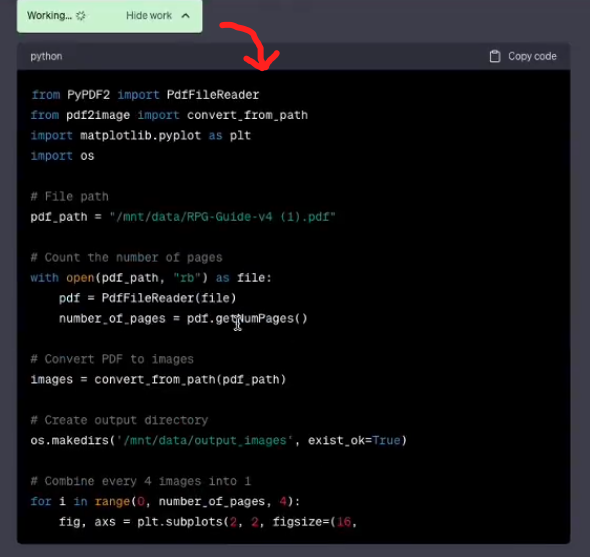 Working... Hide work
python Copy code
from PyPDF2 import PdfFileReader
from pdf2image import convert_from_path
import matplotlib.pyplot as plt
import os
# File path
pdf_path = "/mnt/data/RPG-Guide-v4 (1).pdf"
# Count the number of pages
with open(pdf_path, "rb") as file:
    pdf = PdfFileReader(file)
    number_of_pages = pdf.getNumPages()
# Convert PDF to images
images = convert_from_path(pdf_path)
# Create output directory
os.makedirs('/mnt/data/output_images', exist_ok=True)
# Combine every 4 images into 1
for i in range(0, number_of_pages, 4):
    fig, axs = plt.subplots(2, 2, figsize=(16,